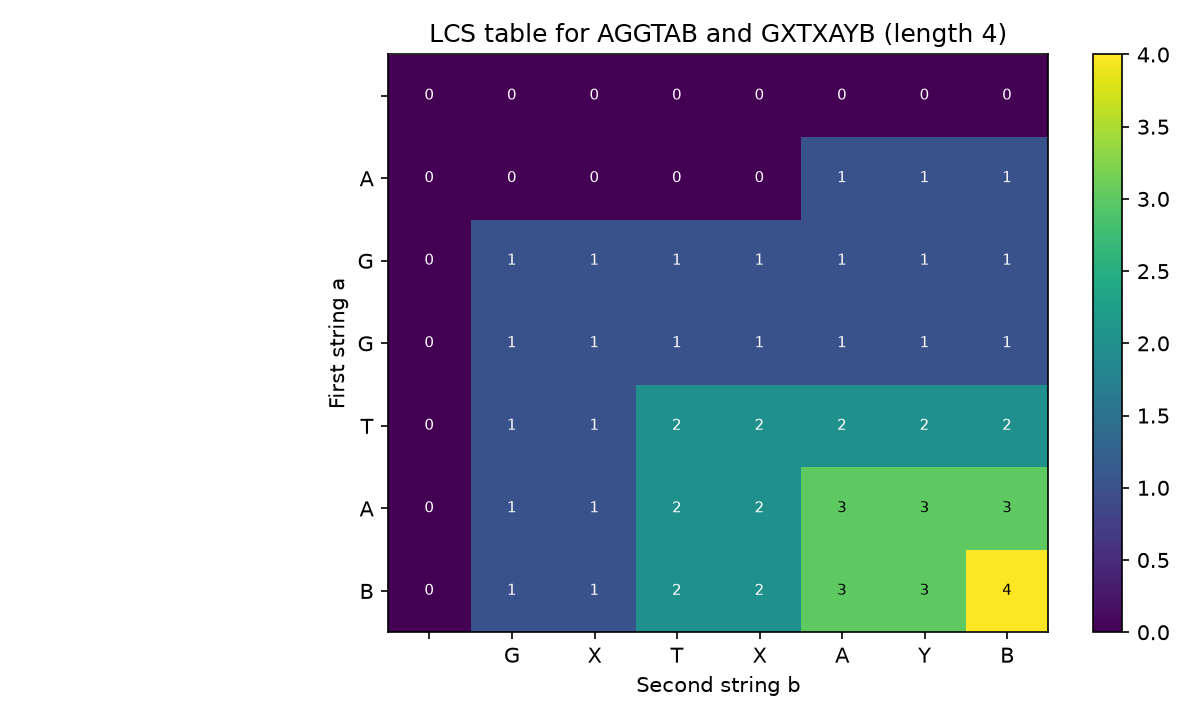 LCS table for AGGTAB and GXTXAYB (length 4)
0 0 0 0 0 0 0 0
A 0 0 0 0 0 1 1 1
G 0 1 1 1 1 1 1 1
G 0 1 1 1 1 1 1 1
T 0 1 1 2 2 2 2 2
A 0 1 1 2 2 3 3 3
B 0 1 1 2 2 3 3 4
G X T X A Y B
First string a
Second string b
4.0
3.5
3.0
2.5
2.0
1.5
1.0
0.5
0.0